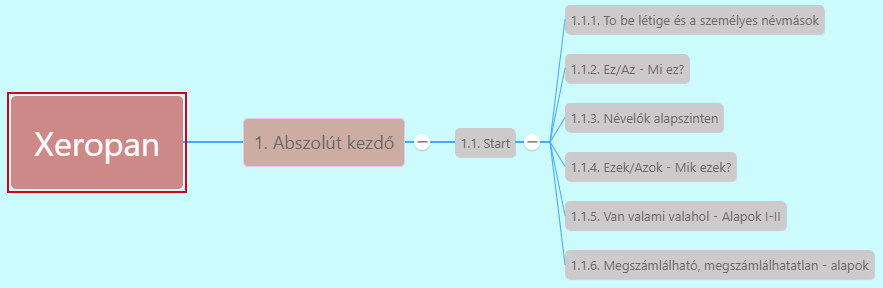 Xeropan
1. Abszolút kezdő
1.1. Start
1.1.1. To be létige és a személyes névmások
1.1.2. Ez/Az - Mi ez?
1.1.3. Névelők alapszinten
1.1.4. Ezek/Azok - Mik ezek?
1.1.5. Van valami valahol - Alapok I-II
1.1.6. Megszámlálható, megszámlálhatatlan - alapok